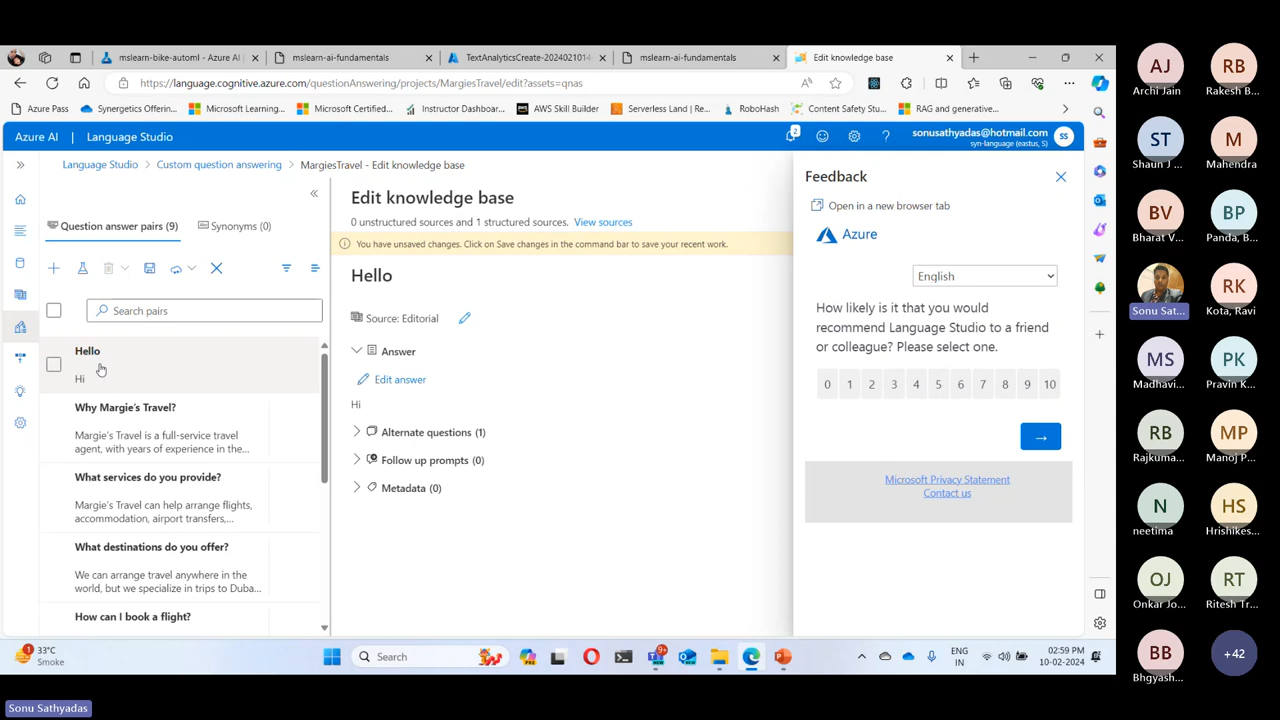 mslearn-bike-automl - Azure AI
mslearn-ai-fundamentals
TextAnalyticsCreate-2024021014
mslearn-ai-fundamentals
Edit knowledge base
https://language.cognitive.azure.com/questionAnswering/projects/MargiesTravel/edit?assets=qnas
Azure Pass
Synergetics Offering...
Microsoft Learning...
Microsoft Certified...
Instructor Dashboar...
AWS Skill Builder
Serverless Land | Re...
RoboHash
Content Safety Stu...
RAG and generative...
Azure AI | Language Studio
2
sonusathyadas@hotmail.com
syn-language (eastus, S)
SS
Language Studio > Custom question answering > MargiesTravel - Edit knowledge base
Question answer pairs (9)
Synonyms (0)
Search pairs
Hello
Hi
Why Margie's Travel?
Margie's Travel is a full-service travel
agent, with years of experience in the...
What services do you provide?
Margie's Travel can help arrange flights,
accommodation, airport transfers,...
What destinations do you offer?
We can arrange travel anywhere in the
world, but we specialize in trips to Duba...
How can I book a flight?
Edit knowledge base
0 unstructured sources and 1 structured sources. View sources
You have unsaved changes. Click on Save changes in the command bar to save your recent work.
Hello
Source: Editorial
Answer
Edit answer
Hi
Alternate questions (1)
Follow up prompts (0)
Metadata (0)
Feedback
Open in a new browser tab
Azure
English
How likely is it that you would
recommend Language Studio to a friend
or colleague? Please select one.
0 1 2 3 4 5 6 7 8 9 10
→
Microsoft Privacy Statement
Contact us
1
33°C
Smoke
Search
9+
ENG
IN
02:59 PM
10-02-2024
AJ
Archi Jain
RB
Rakesh B...
ST
Shaun J ...
M
Mahendra
BV
Bharat V...
BP
Panda, B...
Sonu Sat...
RK
Kota, Ravi
MS
Madhavi...
PK
Pravin K...
RB
Rajkuma...
MP
Manoj P...
N
neetima
HS
Hrishikes...
OJ
Onkar Jo...
RT
Ritesh Tr...
BB
Bhgyash...
+42
Sonu Sathyadas